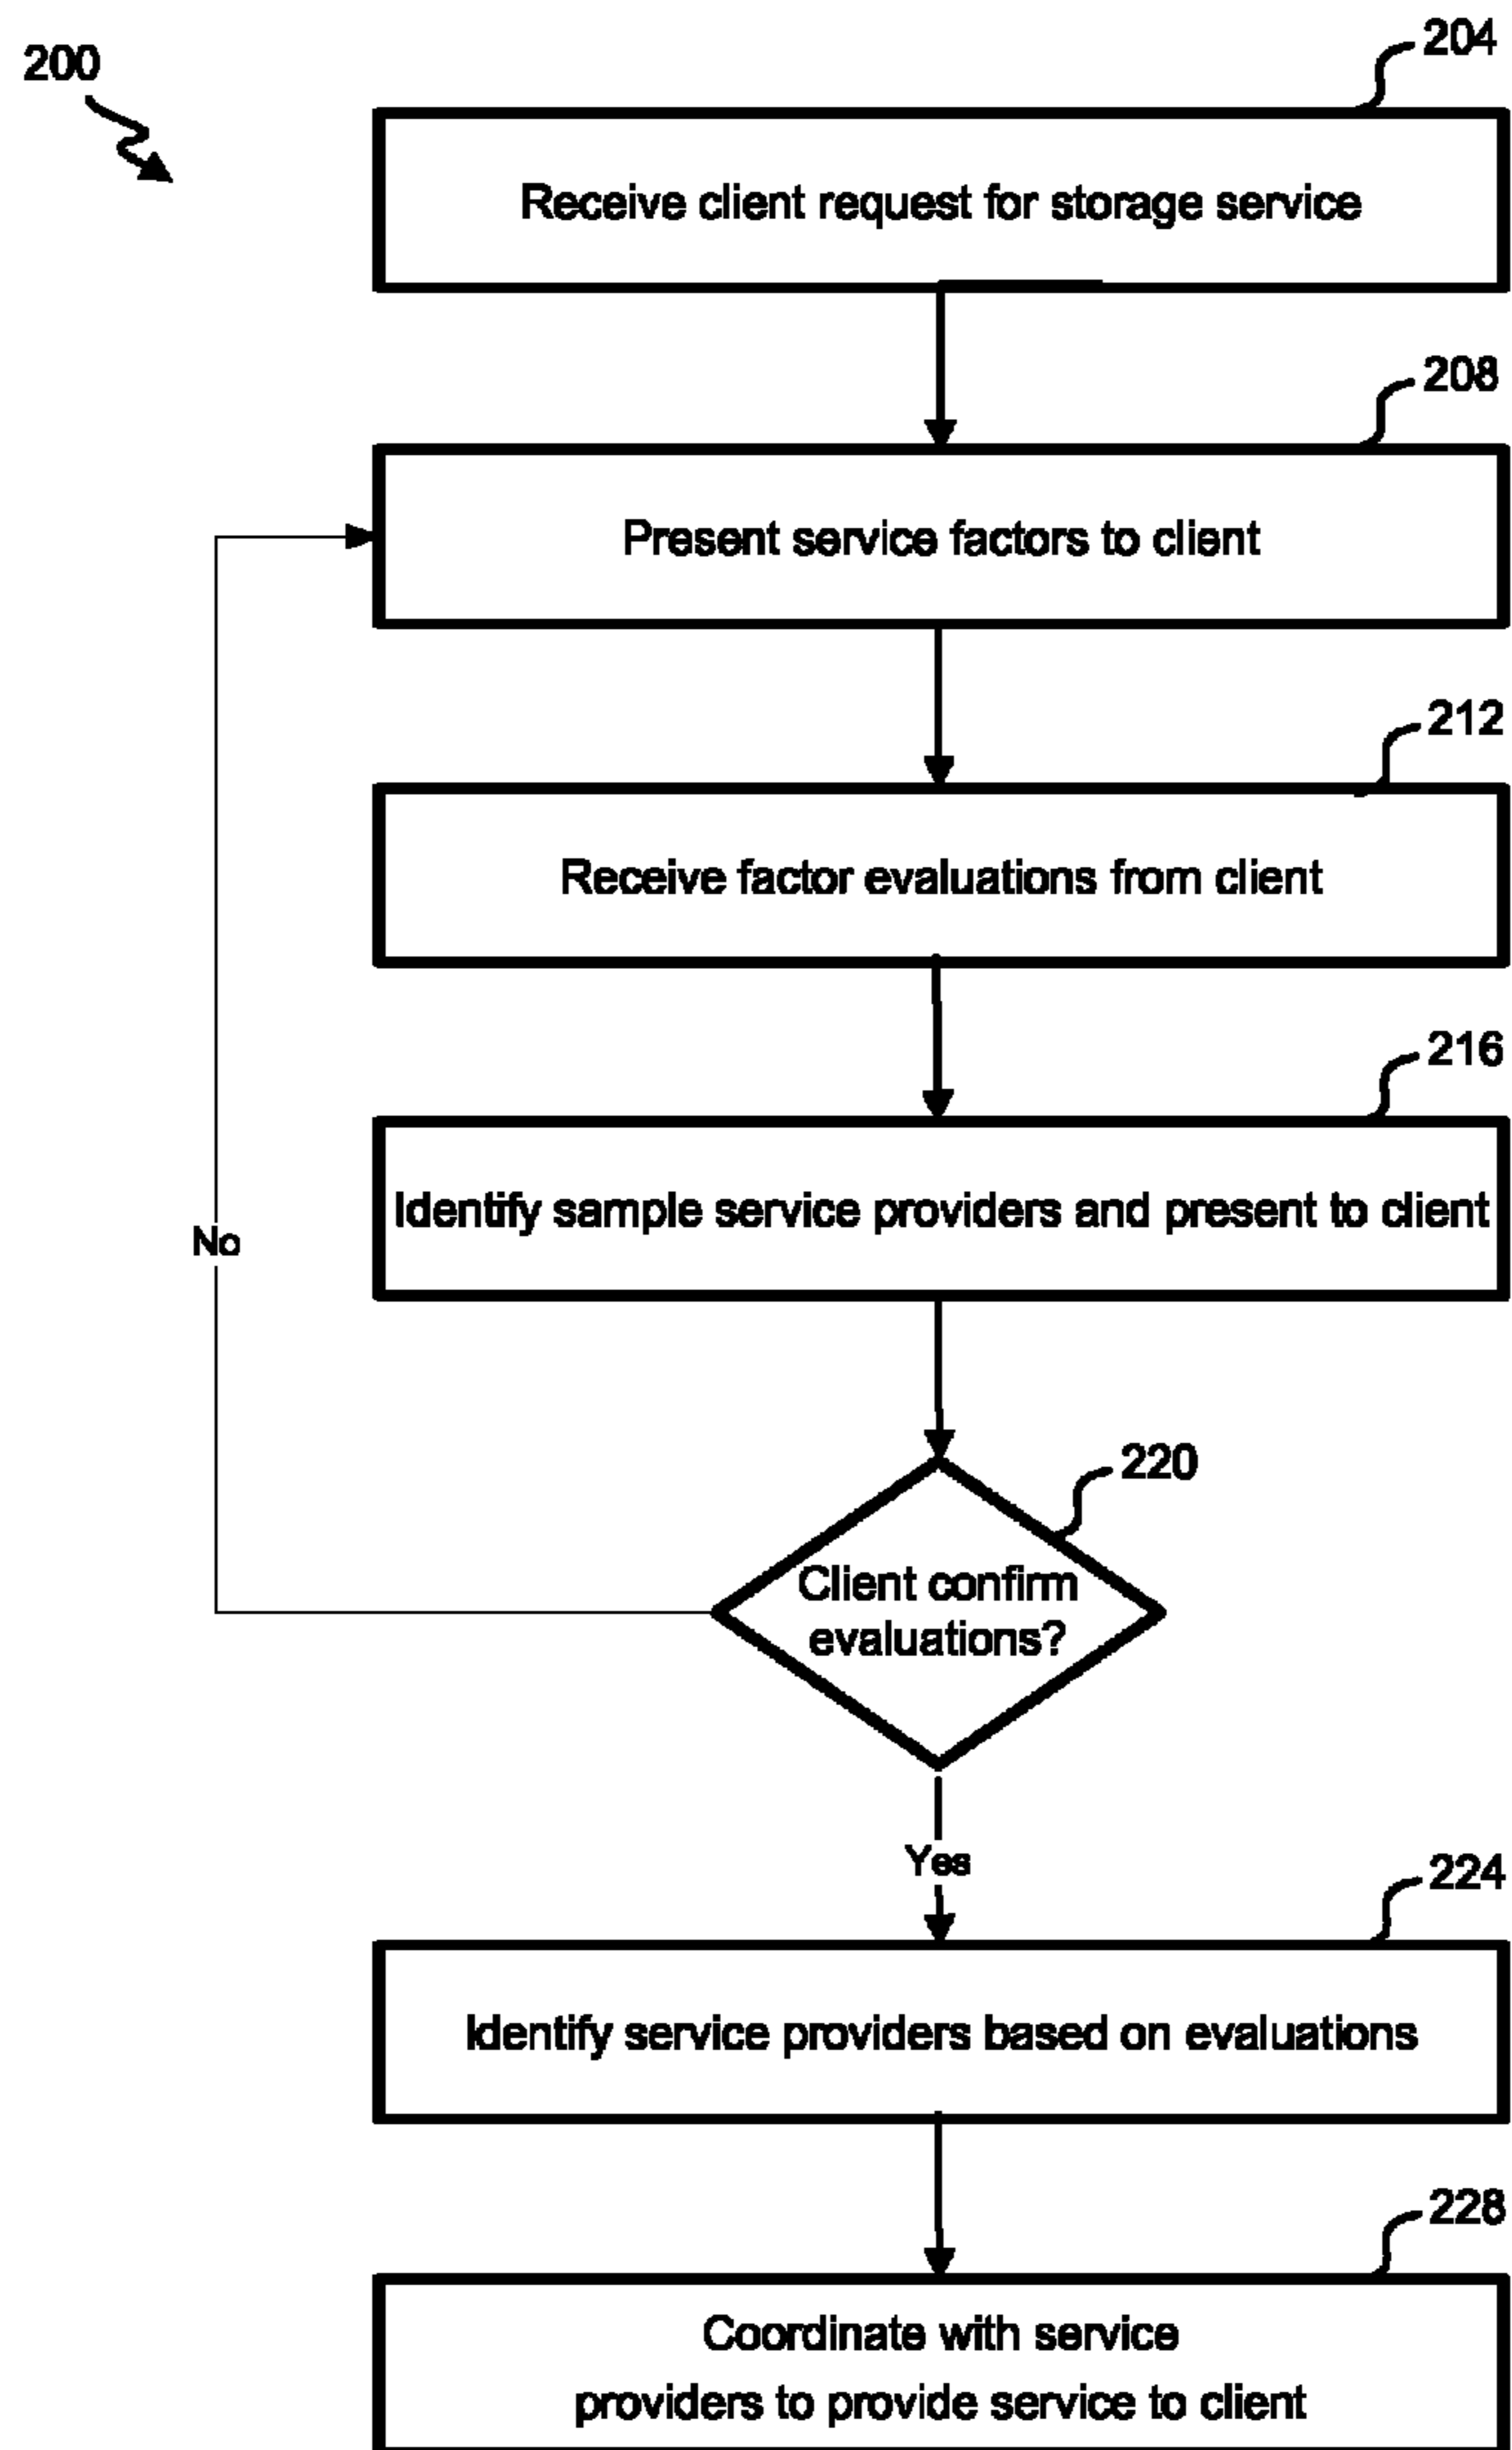 200
204
Receive client request for storage service
208
Present service factors to client
212
Receive factor evaluations from client
216
Identify sample service providers and present to client
No
220
Client confirm
evaluations?
Yes
224
Identify service providers based on evaluations
228
Coordinate with service
providers to provide service to client